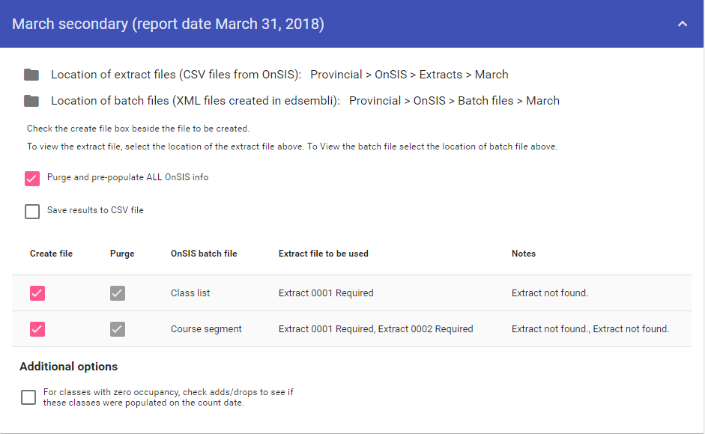 March secondary (report date March 31, 2018)
Location of extract files (CSV files from OnSIS): Provincial > OnSIS > Extracts > March
Location of batch files (XML files created in edsembli): Provincial > OnSIS > Batch files > March
Check the create file box beside the file to be created.
To view the extract file, select the location of the extract file above. To View the batch file select the location of batch file above.
Purge and pre-populate ALL OnSIS info
Save results to CSV file
Create file Purge OnSIS batch file Extract file to be used Notes
Class list Extract 0001 Required Extract not found.
Course segment Extract 0001 Required, Extract 0002 Required Extract not found., Extract not found.
Additional options
For classes with zero occupancy, check adds/drops to see if
these classes were populated on the count date.